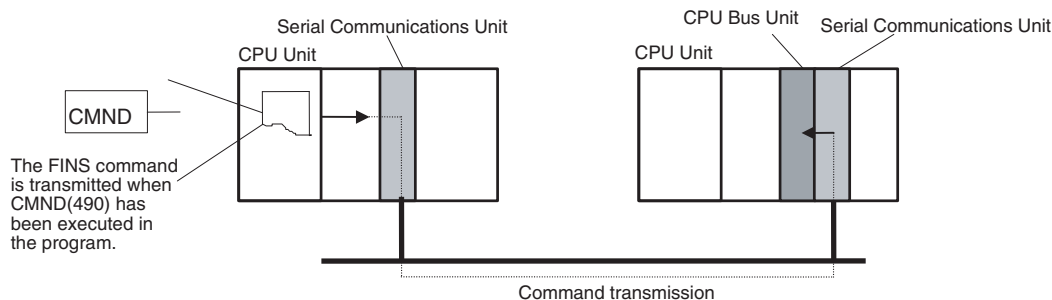 Serial Communications Unit
CPU Unit
CMND
The FINS command
is transmitted when
CMND(490) has
been executed in
the program.
CPU Bus Unit
Serial Communications Unit
CPU Unit
Command transmission